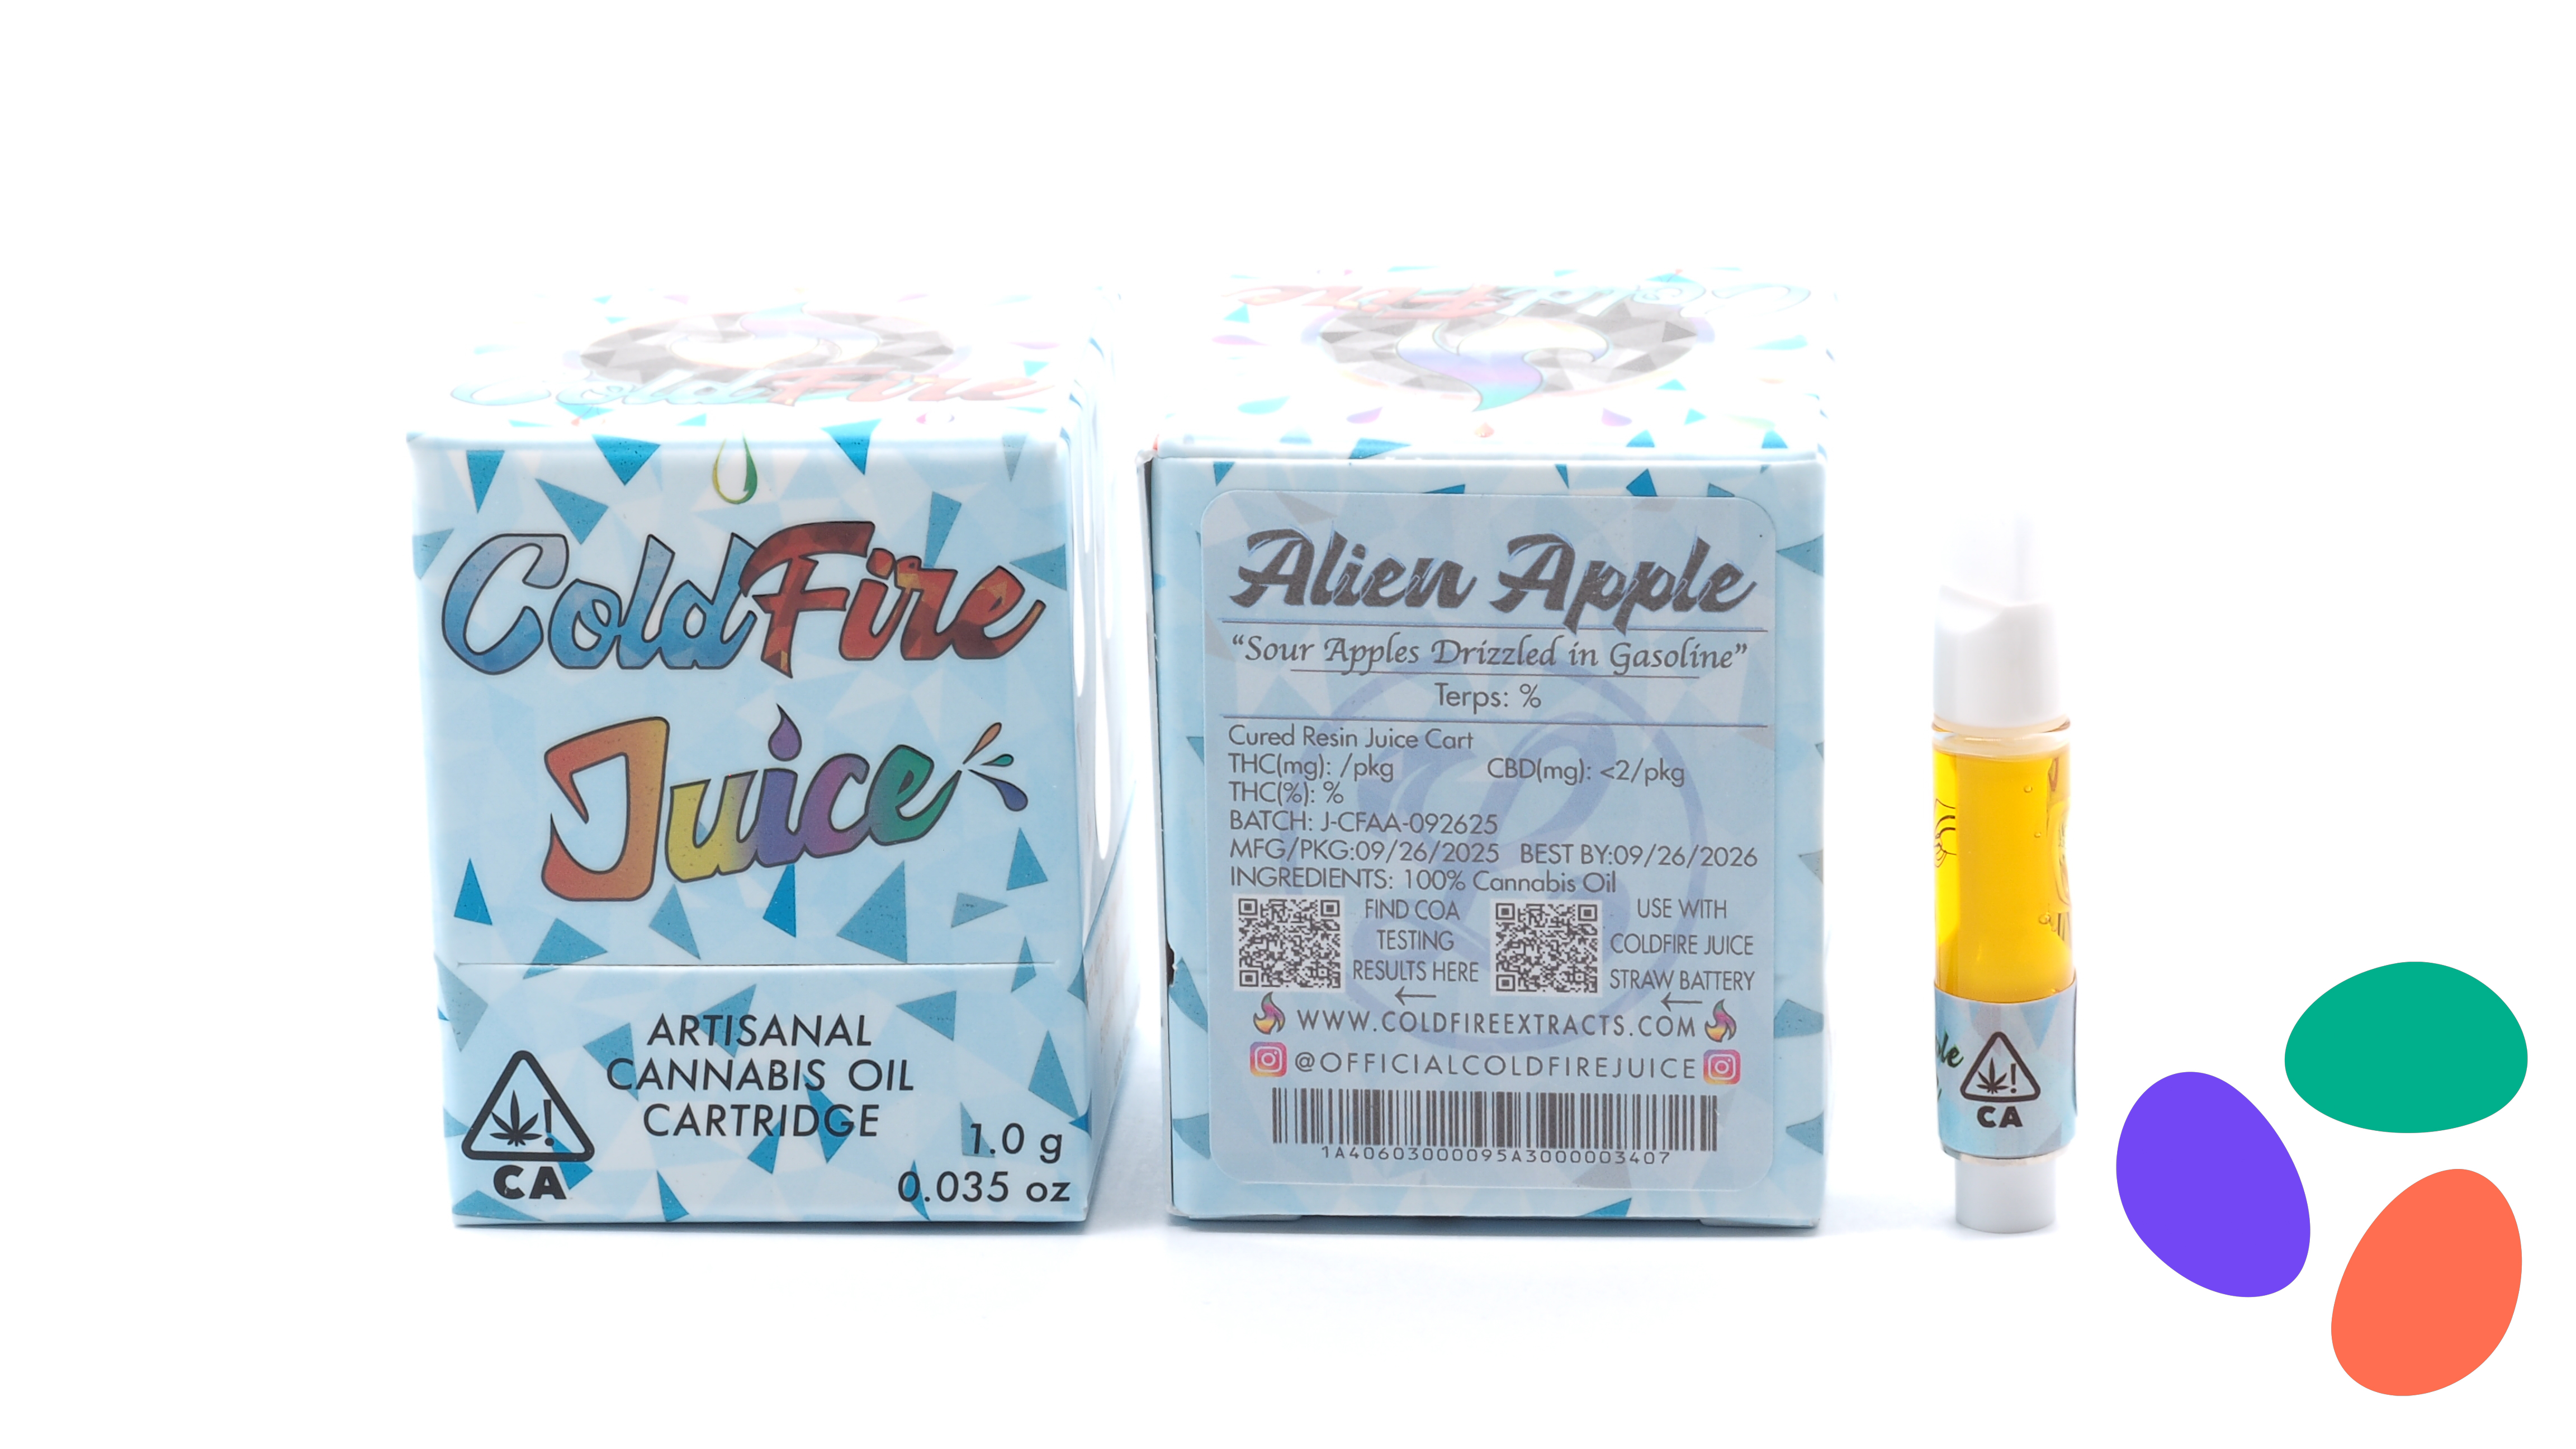 ColdFire
ColdFire
Juice
ARTISANAL
CANNABIS OIL
CARTRIDGE
CA
1.0 g
0.035 oz
ColdFire
Alien Apple
"Sour Apples Drizzled in Gasoline"
Terps: %
Cured Resin Juice Cart
THC(mg): /pkg CBD(mg): <2/pkg
THC(%): %
BATCH: J-CFAA-092625
MFG/PKG:09/26/2025 BEST BY:09/26/2026
INGREDIENTS: 100% Cannabis Oil
FIND COA
TESTING
RESULTS HERE
USE WITH
COLDFIRE JUICE
STRAW BATTERY
WWW.COLDFIREEXTRACTS.COM
@OFFICIALCOLDFIREJUICE
1A40603000095A3000003407
CA